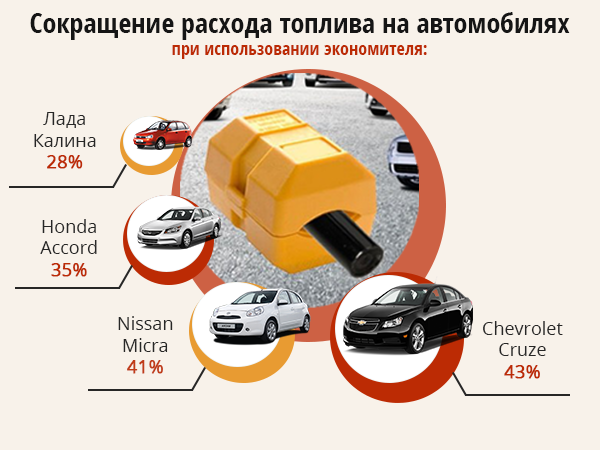 Сокращение расхода топлива на автомобилях
при использовании экономителя:
Лада
Калина
28%
Honda
Accord
35%
Nissan
Micra
41%
Chevrolet
Cruze
43%